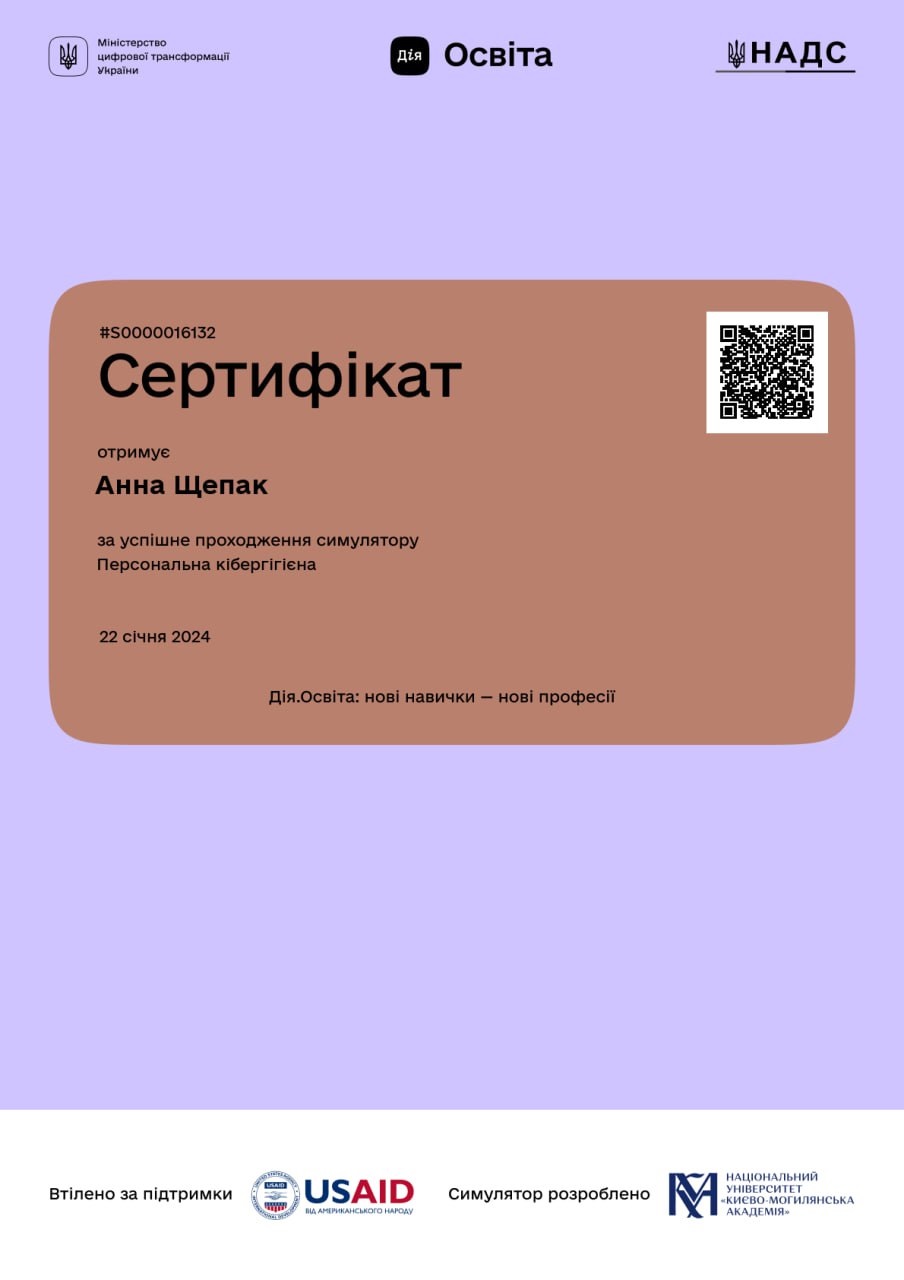 Міністерство
цифрової трансформації
України
Дія Освіта
НАДС
#S0000016132
Сертифікат
отримує
Анна Щепак
за успішне проходження симулятору
Персональна кібергігієна
22 січня 2024
Дія.Освіта: нові навички — нові професії
Втілено за підтримки
USAID
USAID
ВІД АМЕРИКАНСЬКОГО НАРОДУ
Симулятор розроблено
НАЦІОНАЛЬНИЙ
УНІВЕРСИТЕТ
«КИЄВО-МОГИЛЯНСЬКА
АКАДЕМІЯ»